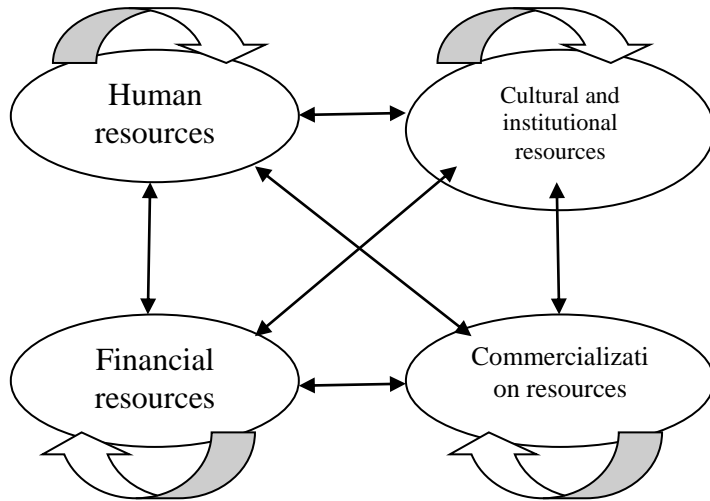 Human
resources
Cultural and
institutional
resources
Financial
resources
Commercializati
on resources